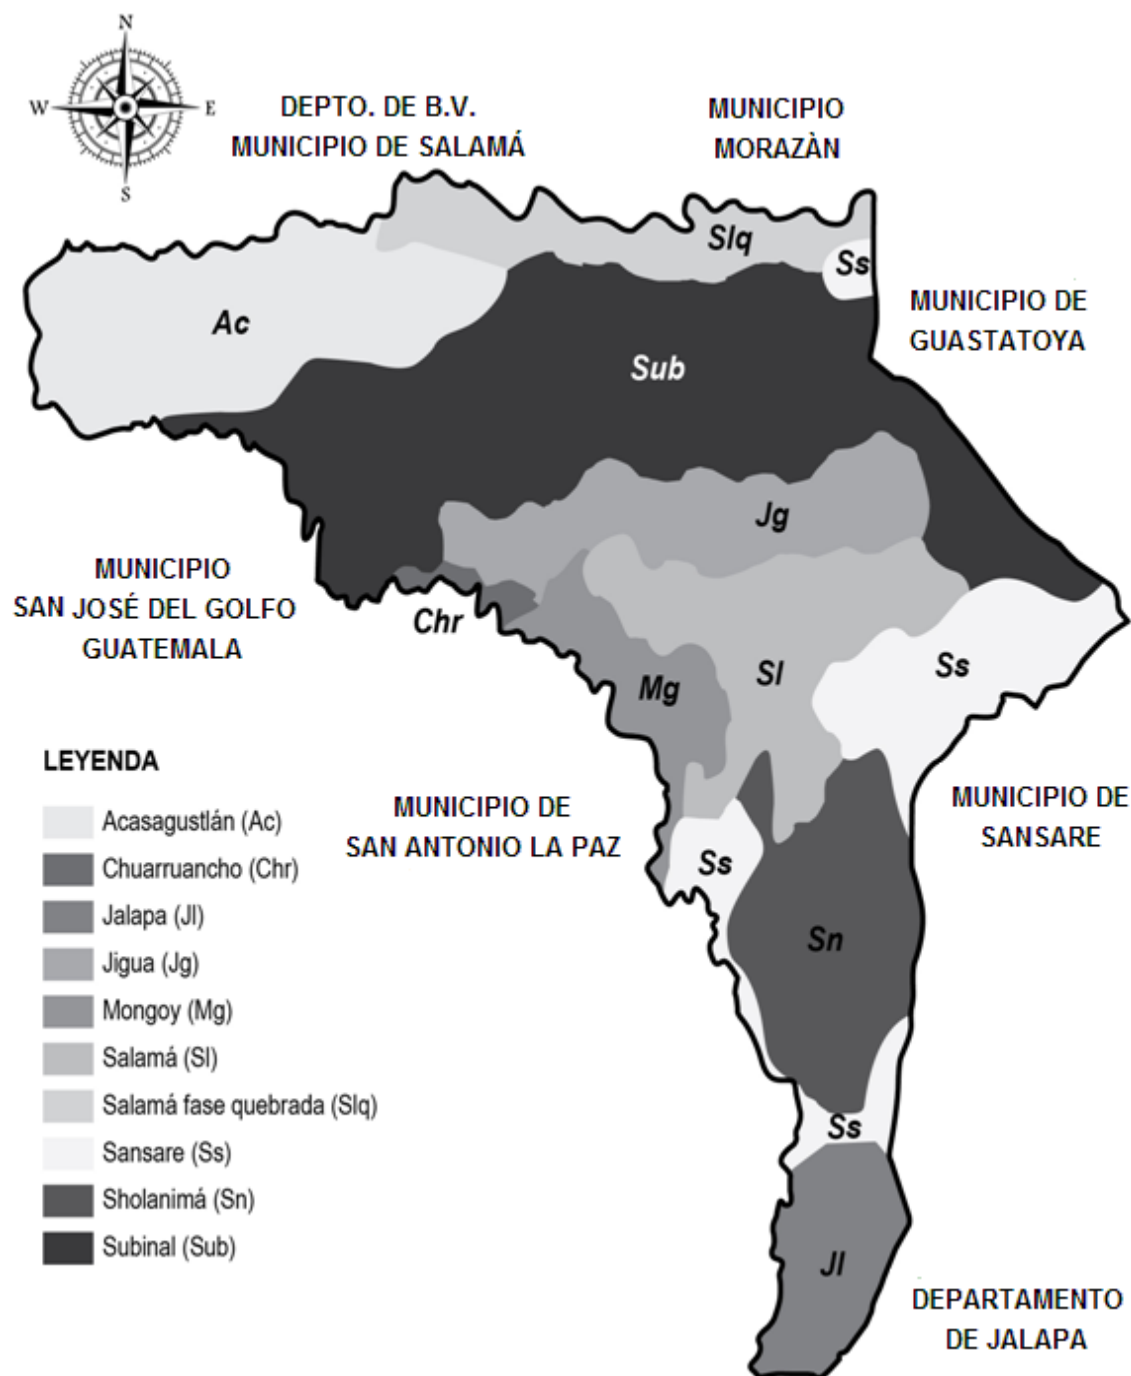 N
W
E
S
DEPTO. DE B.V.
MUNICIPIO DE SALAMÁ
MUNICIPIO
MORAZÀN
Slq
Ss
Ac
MUNICIPIO DE
GUASTATOYA
Sub
Jg
MUNICIPIO
SAN JOSÉ DEL GOLFO
GUATEMALA
Chr
Mg
Sl
Ss
LEYENDA
Acasagustlán (Ac)
Chuarruancho (Chr)
Jalapa (Jl)
Jigua (Jg)
Mongoy (Mg)
Salamá (Sl)
Salamá fase quebrada (Slq)
Sansare (Ss)
Sholanimá (Sn)
Subinal (Sub)
MUNICIPIO DE
SAN ANTONIO LA PAZ
MUNICIPIO DE
SANSARE
Ss
Sn
Ss
Jl
DEPARTAMENTO
DE JALAPA